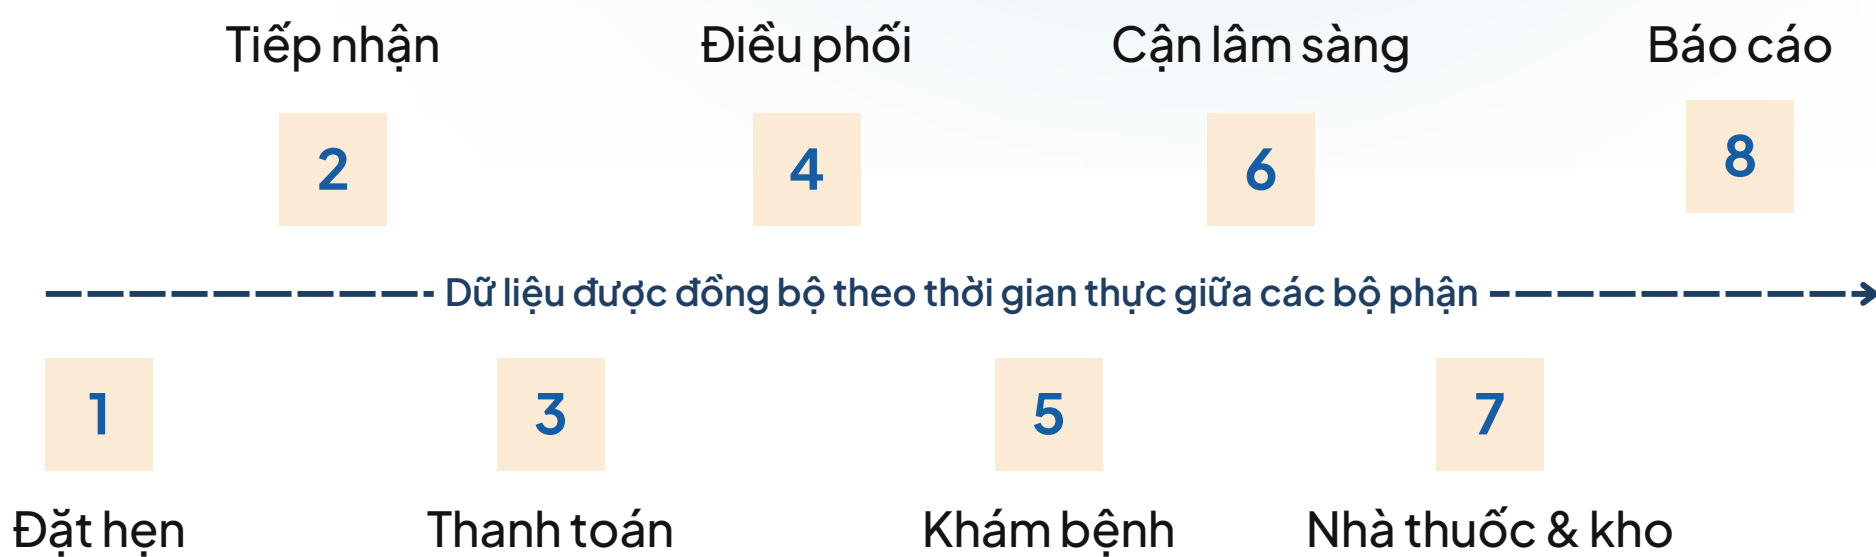 Tiếp nhận
Điều phối
Cận lâm sàng
Báo cáo
2
4
6
8
Dữ liệu được đồng bộ theo thời gian thực giữa các bộ phận
1
3
5
7
Đặt hẹn
Thanh toán
Khám bệnh
Nhà thuốc & kho